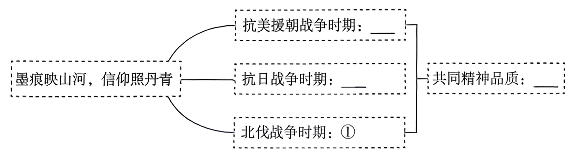 抗美援朝战争时期：___
墨痕映山河，信仰照丹青
抗日战争时期：___
共同精神品质：___
北伐战争时期：①